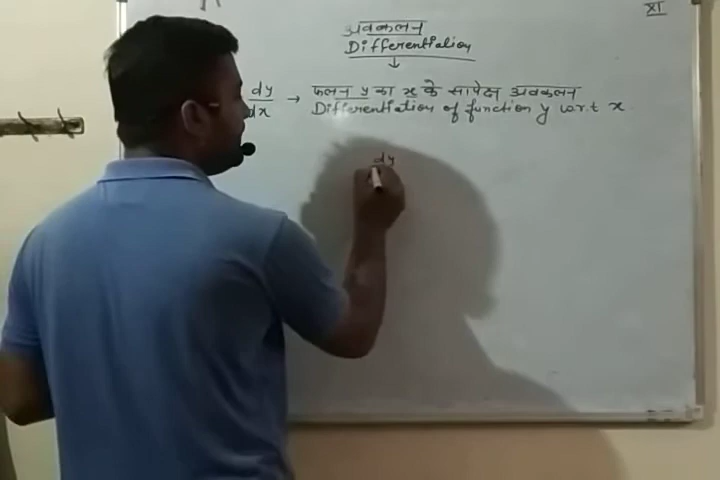 XI
अवकलन
Differentiation
↓
dy/dx → फलन y का x के सापेक्ष अवकलन
Differentiation of function y w.r.t x
dy